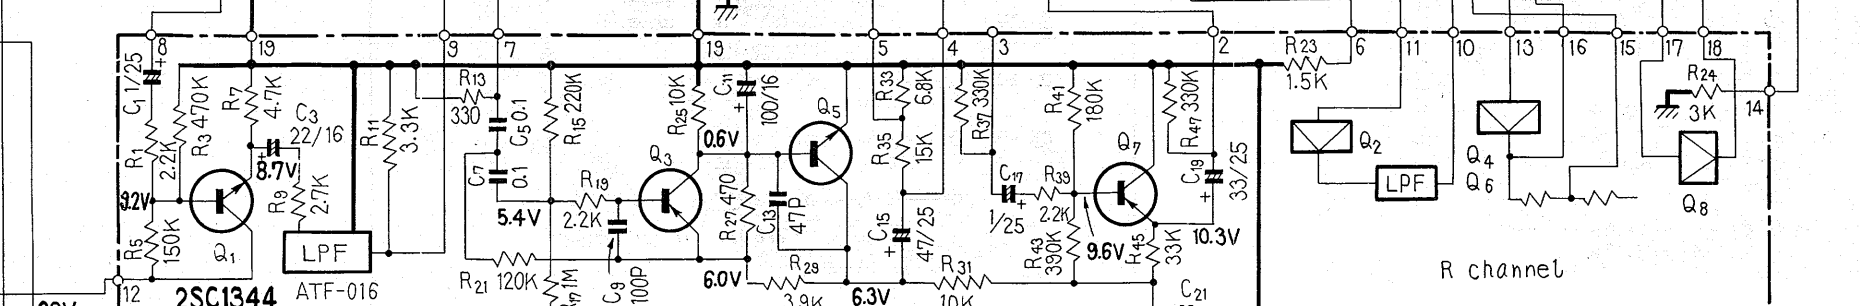 8
19
9
7
19
5
4
3
2
6
11
10
13
16
15
17
18
14
12
C1 1/25
+
R1
2.2K
R3 470K
R5
150K
9.2V
R7
4.7K
C3
22/16
+
8.7V
Q1
R9
2.7K
LPF
ATF-016
2SC1344
R11
3.3K
R13
330
C5 0.1
C7
0.1
R15 220K
5.4V
R19
2.2K
Q3
R21 120K
1M
C9
100P
R25 10K
0.6V
C11
100/16
+
Q5
R27 470
C13
47P
6.0V
R29
3.9K
R33
6.8K
R35
15K
C15
47/25
+
6.3V
R31
10K
R37 330K
C17
1/25
+
R39
2.2K
R41
180K
R43
390K
9.6V
Q7
R45
33K
10.3V
R47 330K
C19
33/25
+
C21
R23
1.5K
Q2
LPF
Q4
Q6
R24
3K
Q8
R channel